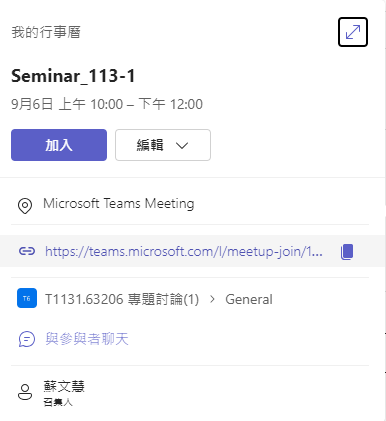 我的行事曆
Seminar_113-1
9月6日 上午 10:00 – 下午 12:00
加入 編輯
Microsoft Teams Meeting
https://teams.microsoft.com/l/meetup-join/1...
T6 T1131.63206 專題討論(1) > General
與參與者聊天
蘇文慧
召集人